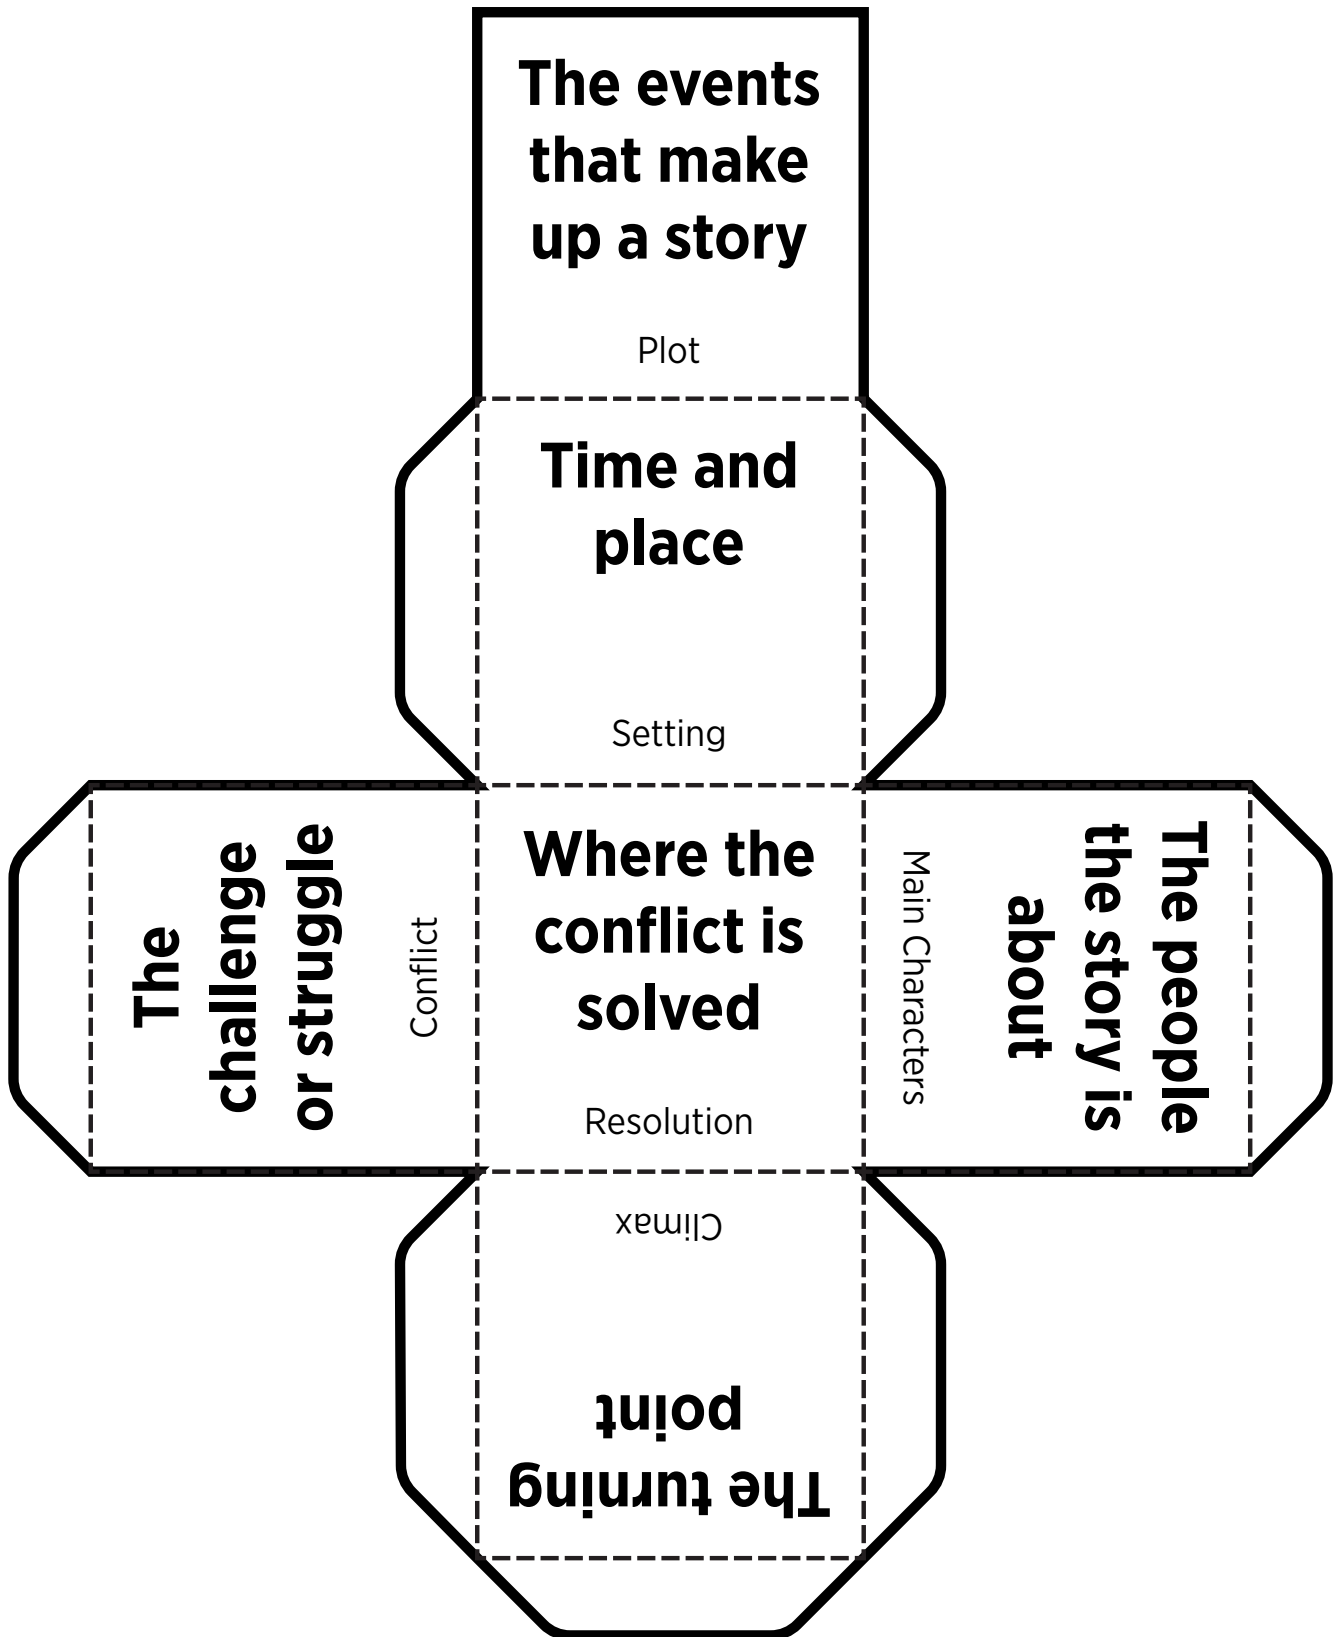 The events
that make
up a story
Plot
Time and
place
Setting
The
challenge
or struggle
Conflict
Where the
conflict is
solved
Resolution
The people
the story is
about
Main Characters
The turning
point
Climax